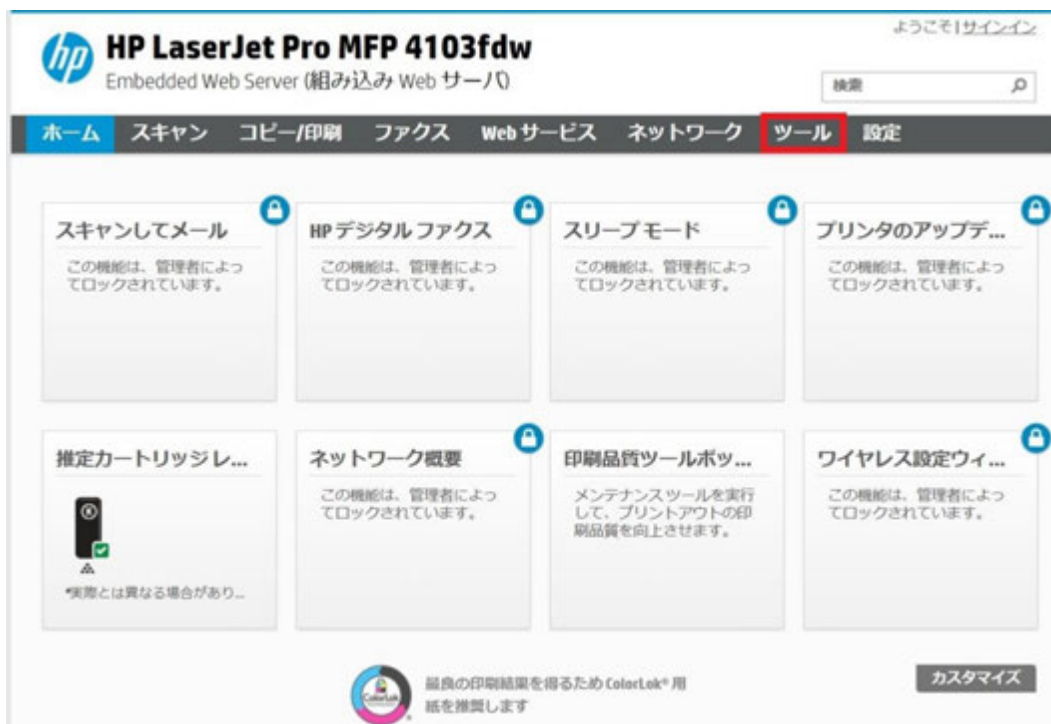 ようこそ|サインイン
hp
HP LaserJet Pro MFP 4103fdw
Embedded Web Server (組み込み Web サーバ)
検索
ホーム スキャン コピー/印刷 ファクス Web サービス ネットワーク ツール 設定
スキャンしてメール
この機能は、管理者によっ
てロックされています。
HP デジタル ファクス
この機能は、管理者によっ
てロックされています。
スリープ モード
この機能は、管理者によっ
てロックされています。
プリンタのアップデ...
この機能は、管理者によっ
てロックされています。
推定カートリッジ レ...
*実際とは異なる場合があり...
ネットワーク概要
この機能は、管理者によっ
てロックされています。
印刷品質ツールボッ...
メンテナンス ツールを実行
して、プリントアウトの印
刷品質を向上させます。
ワイヤレス設定ウィ...
この機能は、管理者によっ
てロックされています。
ColorLok
最良の印刷結果を得るため ColorLok® 用
紙を推奨します
カスタマイズ